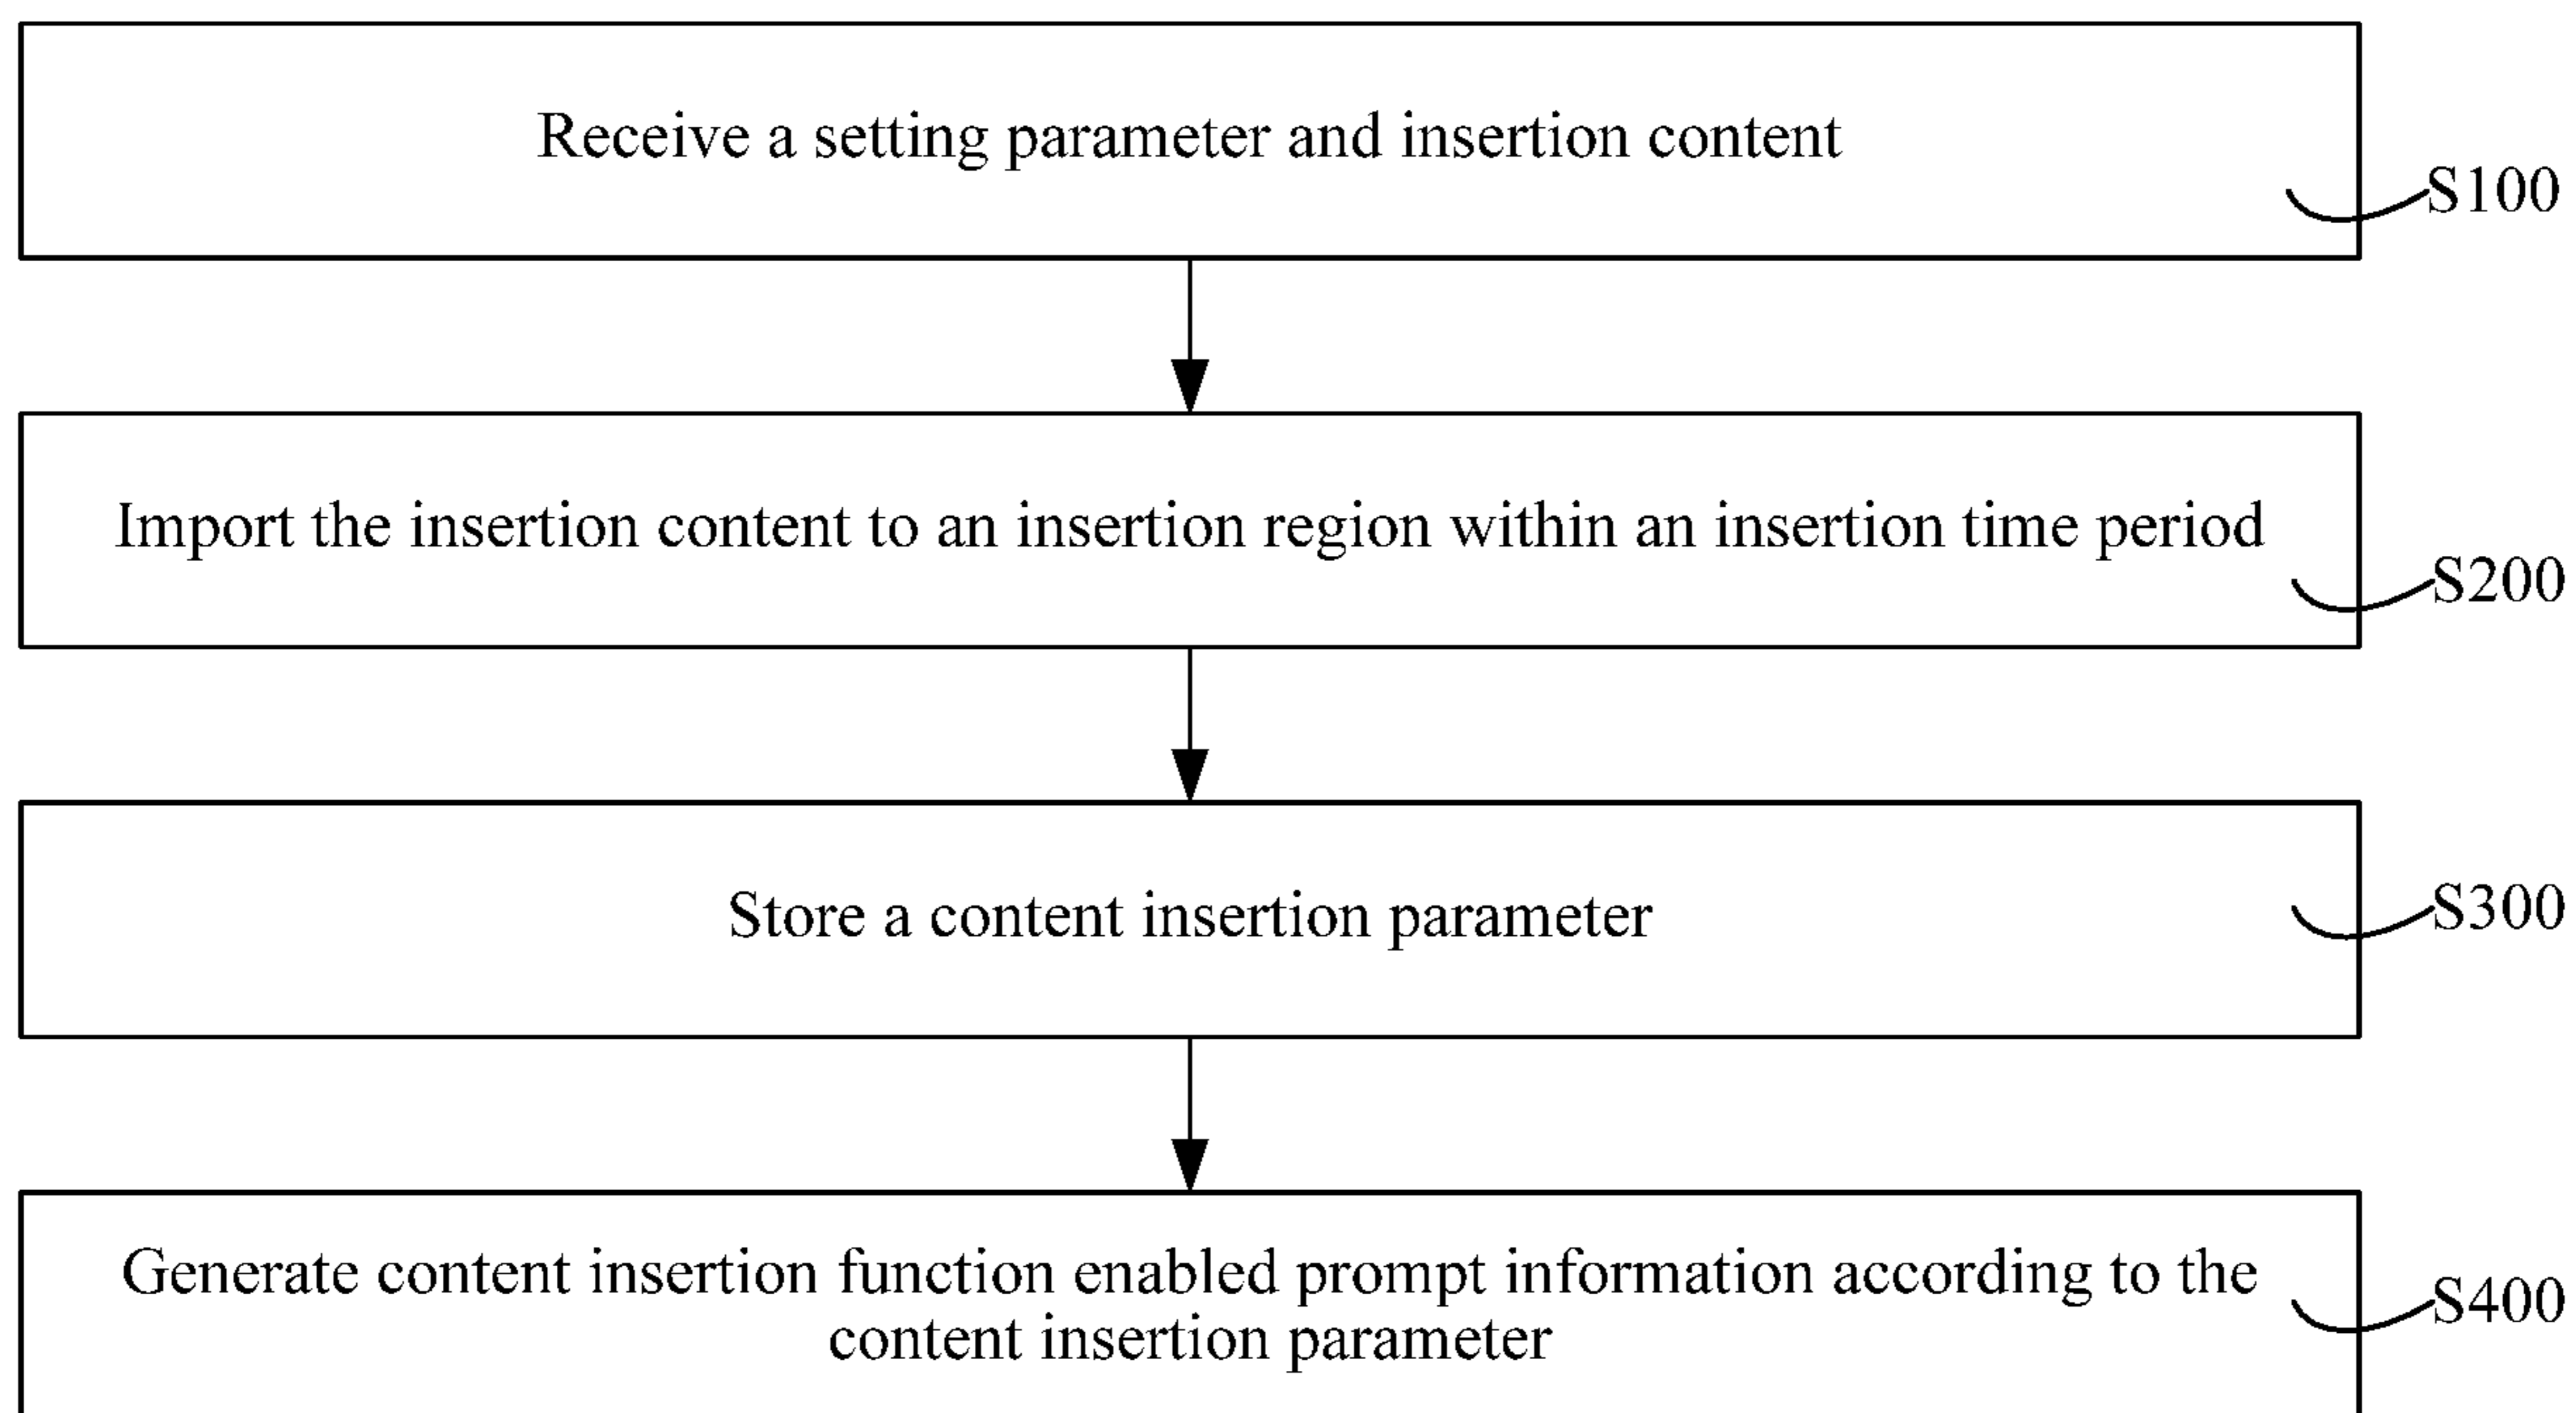 Receive a setting parameter and insertion content
S100
Import the insertion content to an insertion region within an insertion time period
S200
Store a content insertion parameter
S300
Generate content insertion function enabled prompt information according to the
content insertion parameter
S400